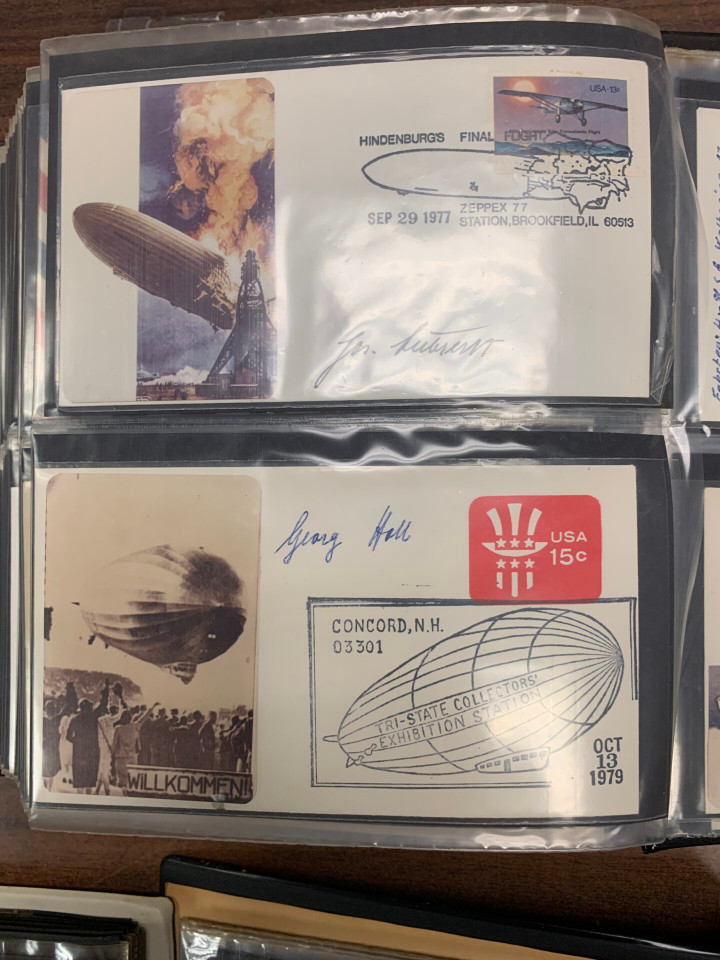 USA·13c
HINDENBURG'S FINAL FLIGHT
SEP 29 1977
ZEPPEX 77
STATION, BROOKFIELD, IL 60513
Georg Holl
USA
15c
CONCORD, N.H.
03301
TRI-STATE COLLECTORS'
EXHIBITION STATION
OCT
13
1979
WILLKOMMEN!